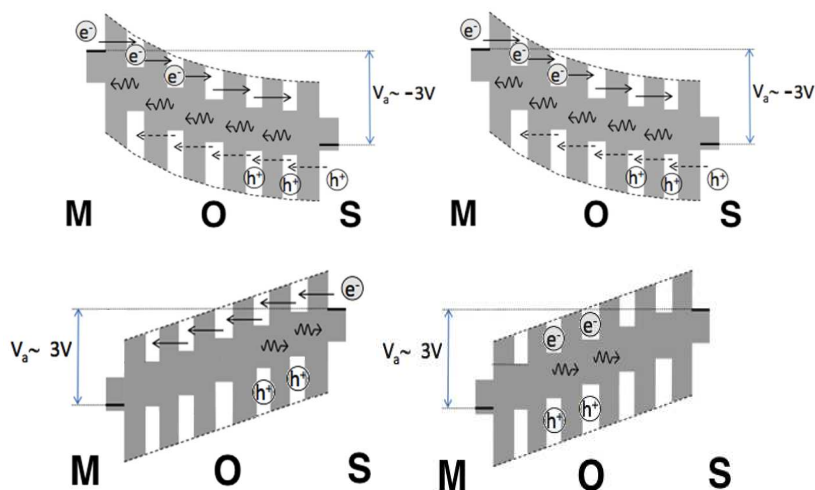 e⁻ e⁻
e⁻ e⁻
e⁻ e⁻
Vₐ~ -3V Vₐ~ -3V
h⁺ h⁺ h⁺ h⁺ h⁺ h⁺
M O S M O S
e⁻ e⁻
e⁻
Vₐ~ 3V Vₐ~ 3V
h⁺ h⁺ h⁺ h⁺
M O S M O S